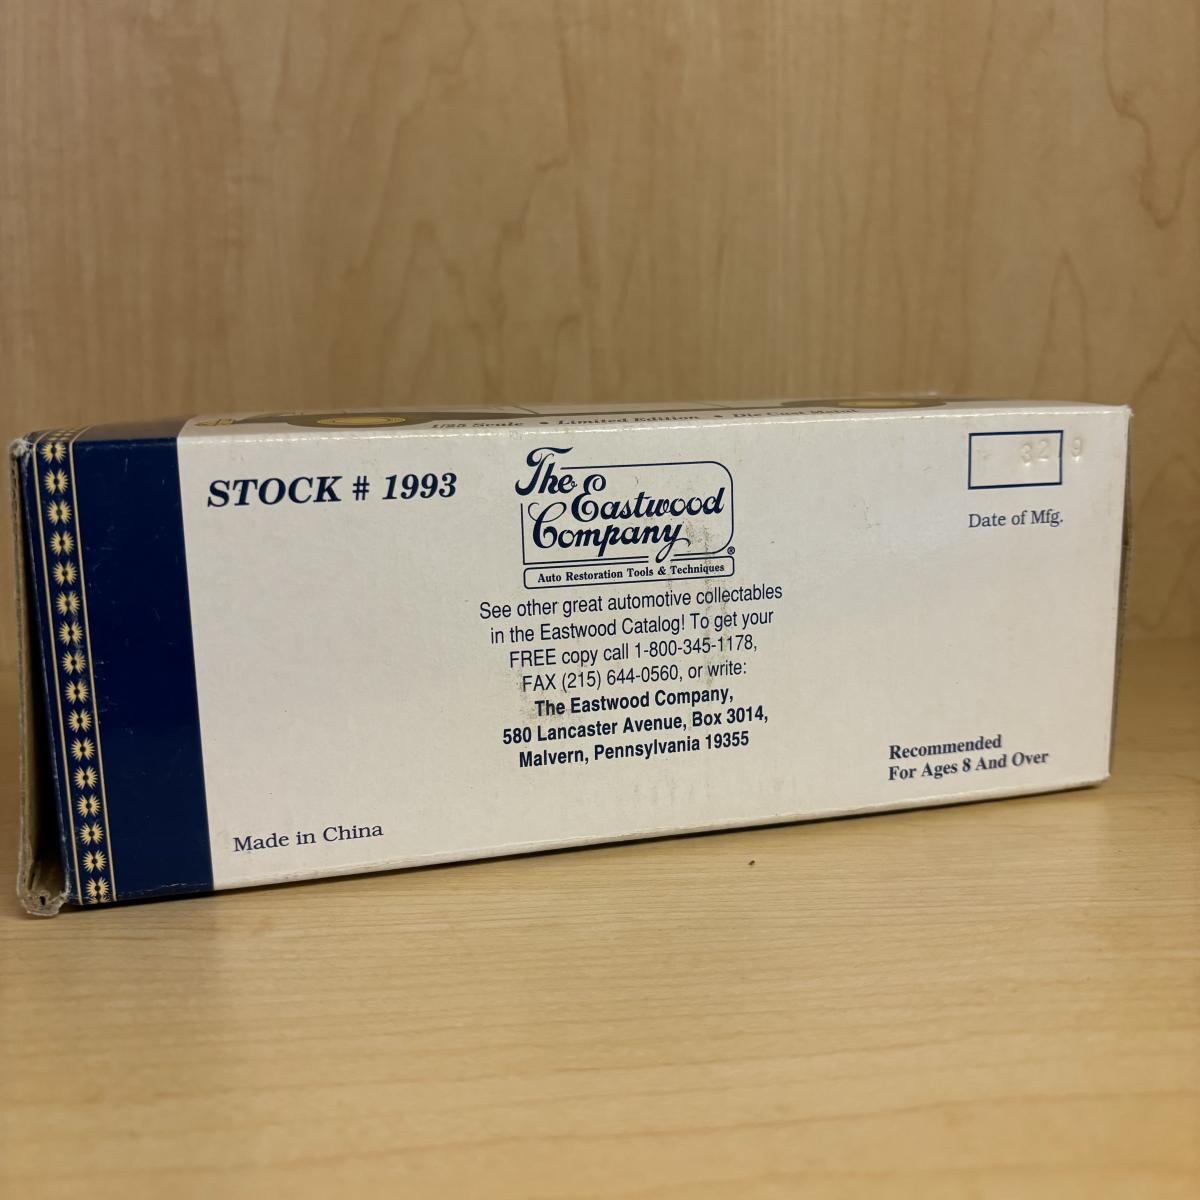 1/25 Scale • Limited Edition • Die Cast Metal
STOCK # 1993
The
Eastwood
Company
®
Auto Restoration Tools & Techniques
See other great automotive collectables
in the Eastwood Catalog! To get your
FREE copy call 1-800-345-1178,
FAX (215) 644-0560, or write:
The Eastwood Company,
580 Lancaster Avenue, Box 3014,
Malvern, Pennsylvania 19355
32 9
Date of Mfg.
Recommended
For Ages 8 And Over
Made in China